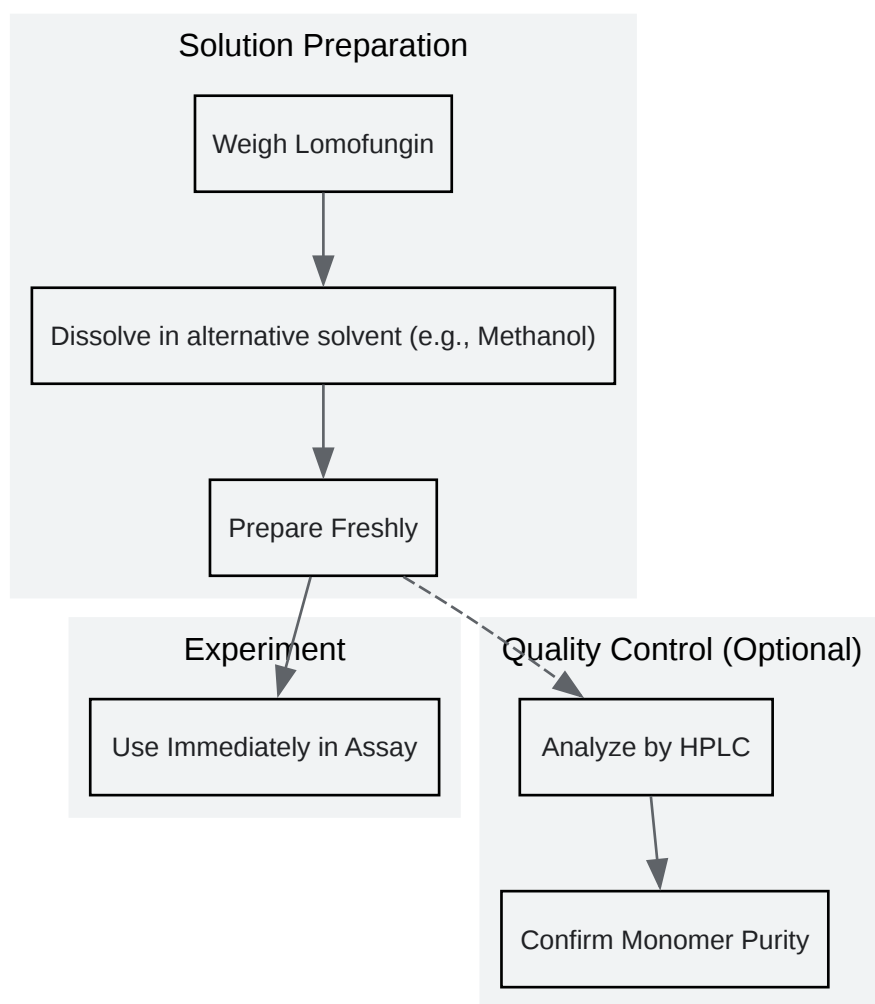 Solution Preparation
Weigh Lomofungin
Dissolve in alternative solvent (e.g., Methanol)
Prepare Freshly
Experiment
Use Immediately in Assay
Quality Control (Optional)
Analyze by HPLC
Confirm Monomer Purity